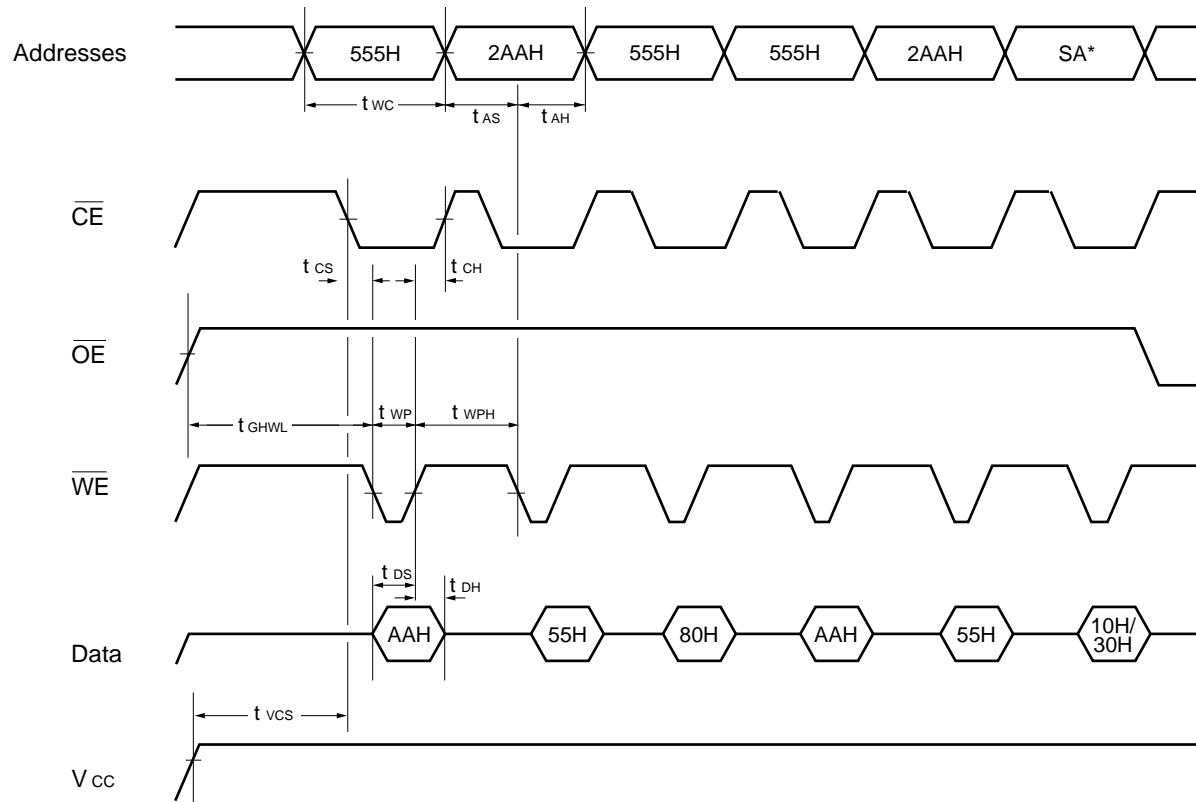 Addresses 555H 2AAH 555H 555H 2AAH SA*
t WC t AS t AH
CE
t CS t CH
OE
t GHWL t WP t WPH
WE
t DS t DH
Data AAH 55H 80H AAH 55H 10H/
30H
t VCS
V CC